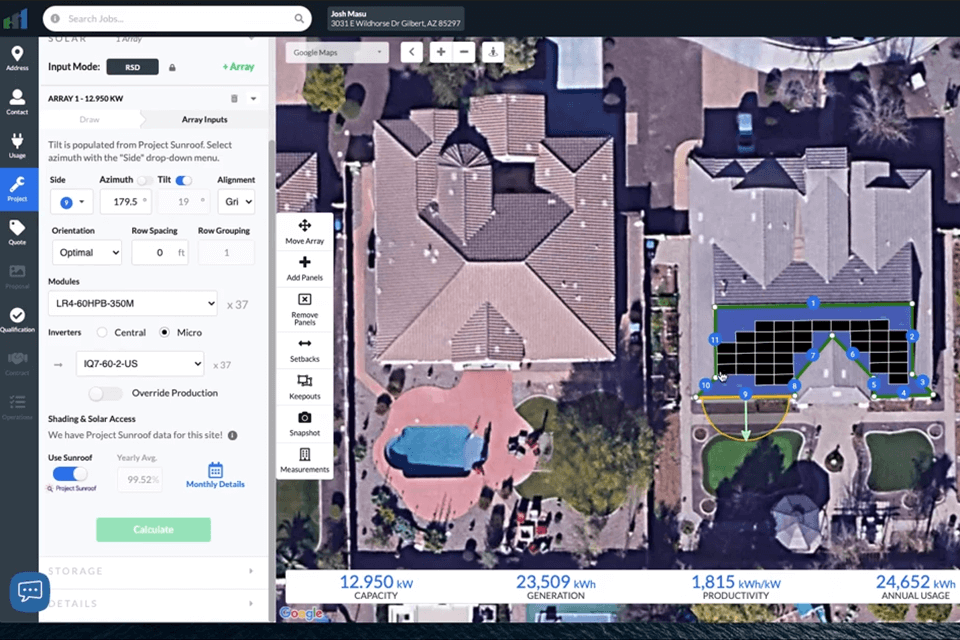 Search Jobs...
Josh Masu
3031 E Wildhorse Dr Gilbert, AZ 85297
Address
Contact
Usage
Project
Quote
Proposal
Qualification
Contract
Operations
SOLAR 1 Array
Input Mode: RSD + Array
ARRAY 1 - 12.950 KW
Draw Array Inputs
Tilt is populated from Project Sunroof. Select
azimuth with the "Side" drop-down menu.
Side Azimuth Tilt Alignment
9 179.5 ° 19 ° Gri
Orientation Row Spacing Row Grouping
Optimal 0 ft 1
Modules
LR4-60HPB-350M x 37
Inverters Central Micro
IQ7-60-2-US x 37
Override Production
Shading & Solar Access
We have Project Sunroof data for this site!
Use Sunroof Yearly Avg.
99.52%
Project Sunroof Monthly Details
Calculate
STORAGE
DETAILS
Google Maps
Move Array
Add Panels
Remove
Panels
Setbacks
Keepouts
Snapshot
Measurements
1
2
11
7
6
10
9
8
5
4
3
12.950 kW
CAPACITY
23,509 kWh
GENERATION
1,815 kWh/kW
PRODUCTIVITY
24,652 kWh
ANNUAL USAGE
Google